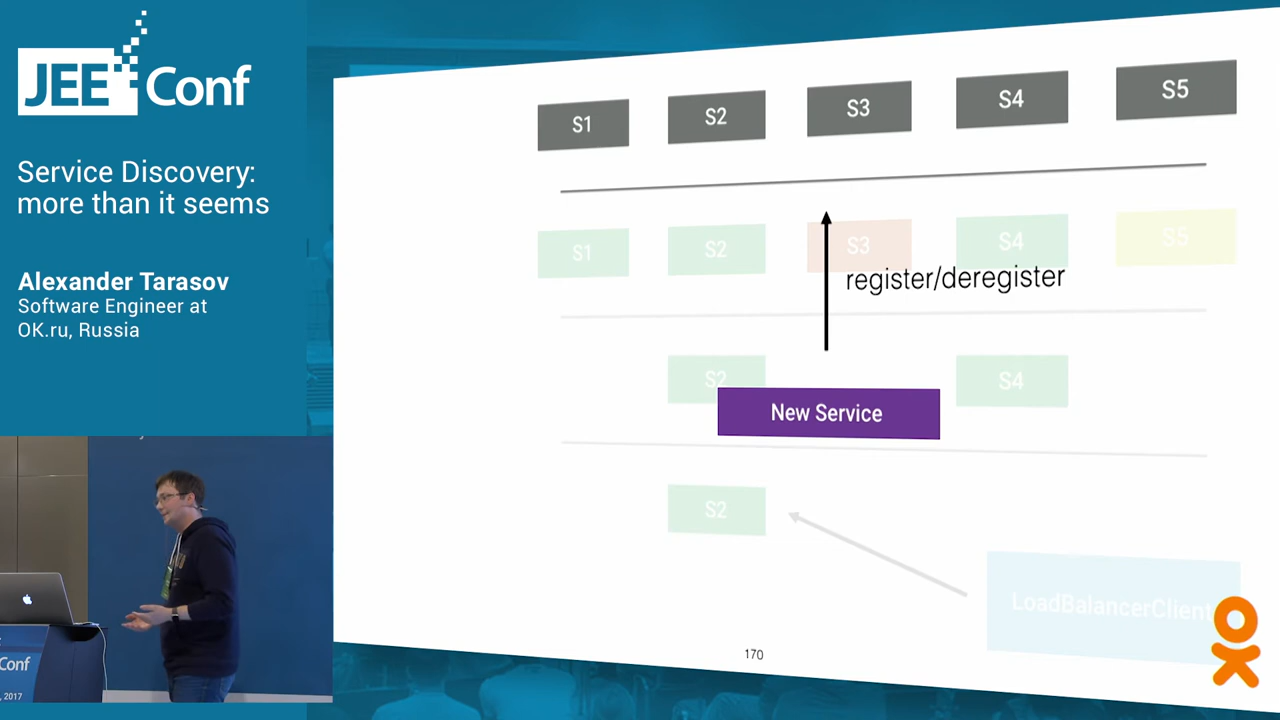 JEE Conf
Service Discovery:
more than it seems
Alexander Tarasov
Software Engineer at
OK.ru, Russia
S1
S2
S3
S4
S5
S1
S2
S3
S4
S5
register/deregister
S2
S4
New Service
S2
LoadBalancerClient
170
Conf
, 2017